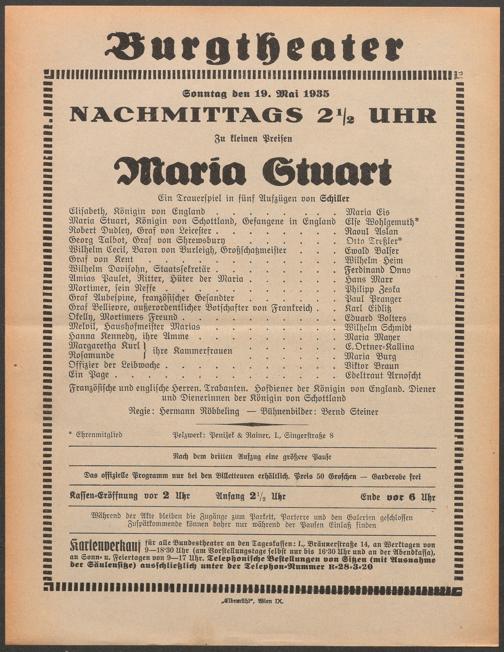 Burgtheater
Sonntag den 19. Mai 1935
NACHMITTAGS 2½ UHR
Zu kleinen Preisen
Maria Stuart
Ein Trauerspiel in fünf Aufzügen von Schiller
Elisabeth, Königin von England . . . . . . . . Maria Eis
Maria Stuart, Königin von Schottland, Gefangene in England Else Wohlgemuth*
Robert Dudley, Graf von Leicester . . . . . . . . Raoul Aslan
Georg Talbot, Graf von Shrewsbury . . . . . . . . Otto Treßler*
Wilhelm Cecil, Baron von Burleigh, Großschatzmeister . . . Ewald Balser
Graf von Kent . . . . . . . . Wilhelm Heim
Wilhelm Davison, Staatssekretär . . . . . . . . Ferdinand Onno
Amias Paulet, Ritter, Hüter der Maria . . . . . . . Hans Marr
Mortimer, sein Neffe . . . . . . . . Philipp Zeska
Graf Aubespine, französischer Gesandter . . . . . . Paul Pranger
Graf Bellievre, außerordentlicher Botschafter von Frankreich . . Karl Eidlitz
Okelly, Mortimers Freund . . . . . . . . Eduard Volters
Melvil, Haushofmeister Marias . . . . . . . . Wilhelm Schmidt
Hanna Kennedy, ihre Amme . . . . . . . . Maria Mayer
Margaretha Kurl } ihre Kammerfrauen . . . . . . E. Ortner-Kallina
Rosamunde } Maria Burg
Offizier der Leibwache . . . . . . . . Viktor Braun
Ein Page . . . . . . . . Edeltraut Arnoscht
Französische und englische Herren. Trabanten. Hofdiener der Königin von England. Diener
und Dienerinnen der Königin von Schottland
Regie: Hermann Röbbeling — Bühnenbilder: Bernd Steiner
* Ehrenmitglied Pelzwerk: Penižek & Rainer, I., Singerstraße 8
Nach dem dritten Aufzug eine größere Pause
Das offizielle Programm nur bei den Billetteuren erhältlich. Preis 50 Groschen — Garderobe frei
Kassen-Eröffnung vor 2 Uhr Anfang 2½ Uhr Ende vor 6 Uhr
Während der Akte bleiben die Zugänge zum Parkett, Parterre und den Galerien geschlossen
Zuspätkommende können daher nur während der Pausen Einlaß finden
Kartenverkauf für alle Bundestheater an den Tageskassen: I., Bräunerstraße 14, an Werktagen von
9—18·30 Uhr (am Vorstellungstage selbst nur bis 16·30 Uhr und an der Abendkassa),
an Sonn- u. Feiertagen von 9—17 Uhr. Telephonische Bestellungen von Sitzen (mit Ausnahme
der Säulensitze) ausschließlich unter der Telephon-Nummer R-28-3-20
„Elbemühl“, Wien IX.